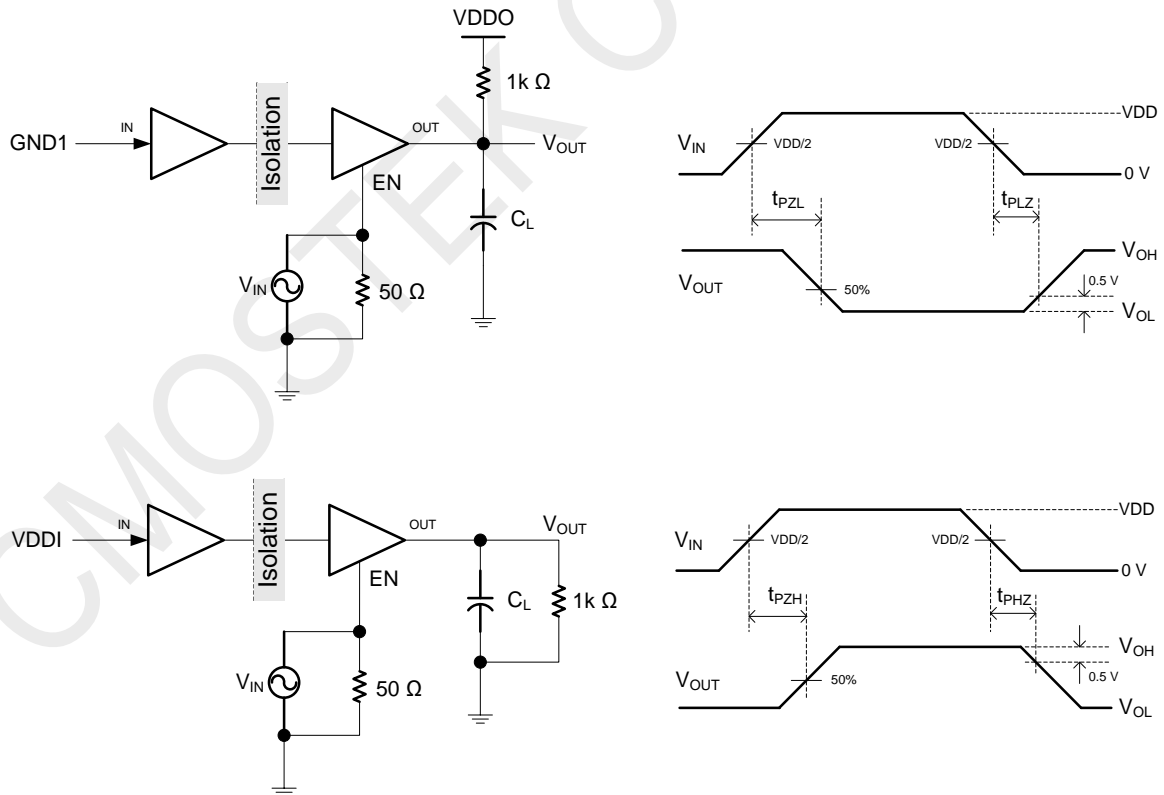 VDDO
1k Ω
GND1
IN
Isolation
OUT
VOUT
EN
CL
VIN
50 Ω
VIN
VDD/2
VDD/2
VDD
0 V
tPZL
tPLZ
VOUT
50%
VOH
0.5 V
VOL
VDDI
IN
Isolation
OUT
VOUT
EN
CL
1k Ω
VIN
50 Ω
VIN
VDD/2
VDD/2
VDD
0 V
tPZH
tPHZ
VOUT
50%
VOH
0.5 V
VOL
CMOSTEK C